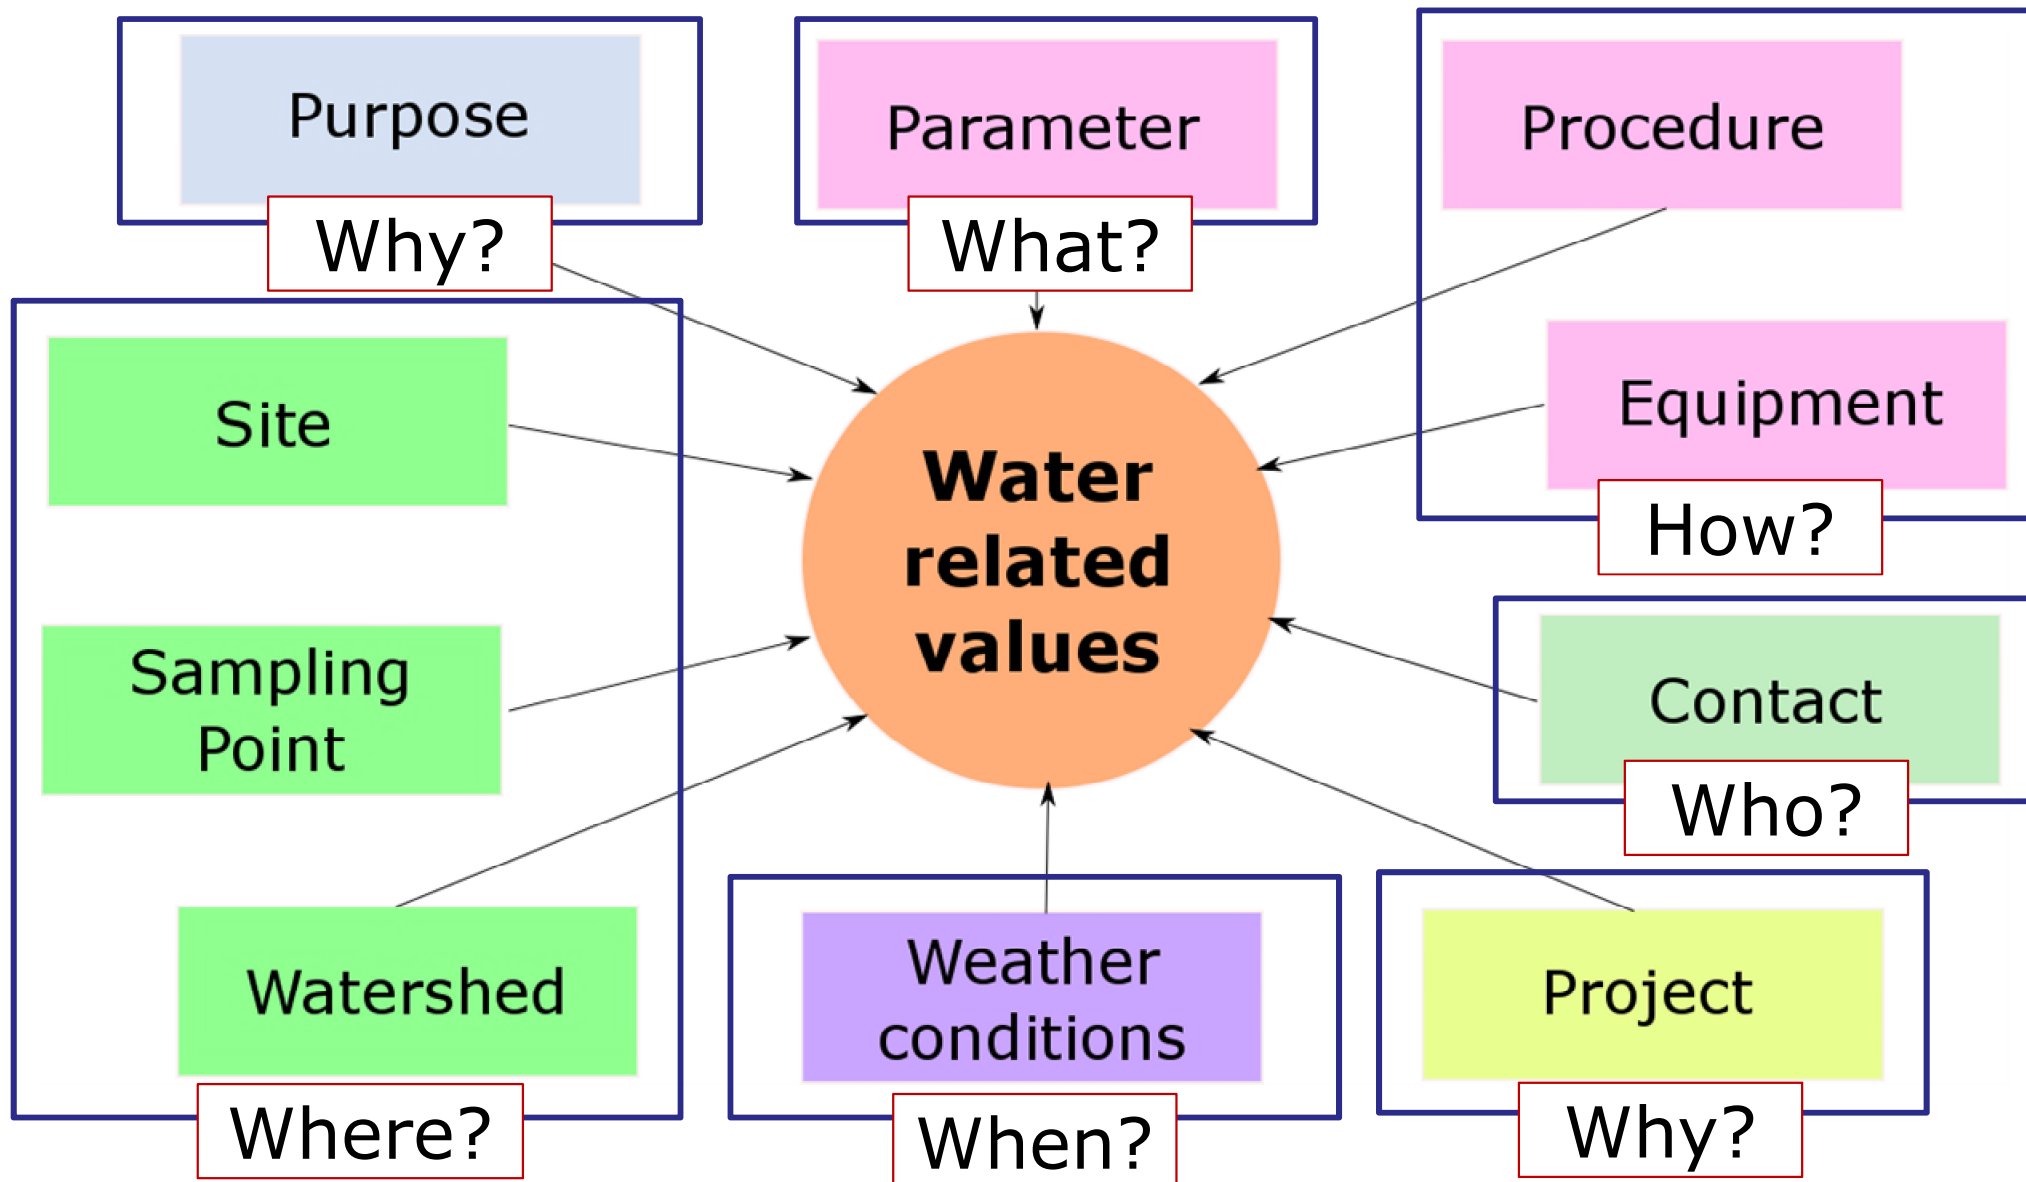 Purpose
Why?
Parameter
What?
Procedure
Equipment
How?
Site
Sampling
Point
Watershed
Where?
Water
related
values
Contact
Who?
Weather
conditions
When?
Project
Why?